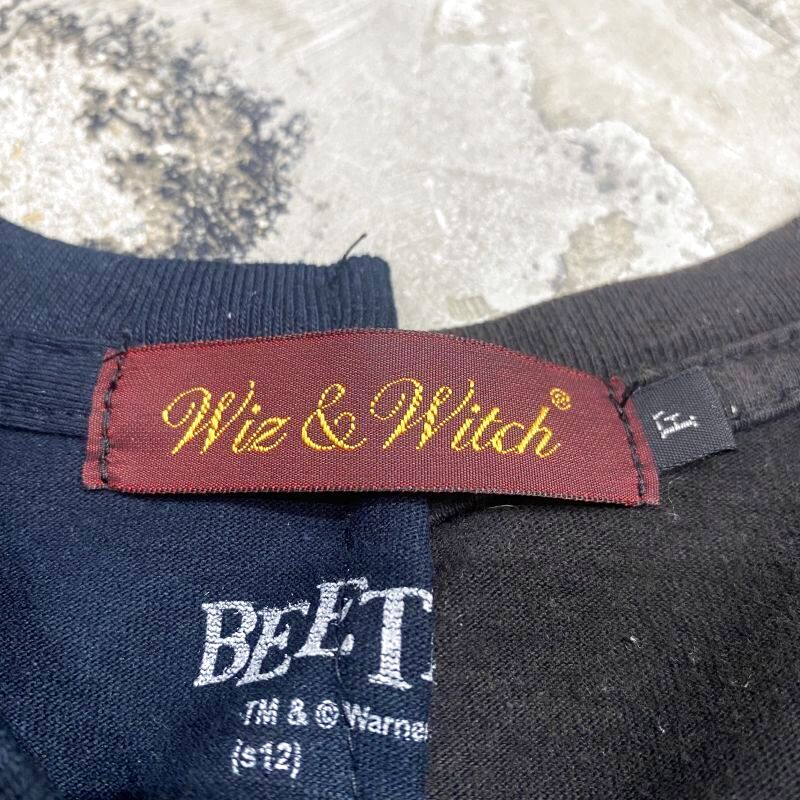 Wiz & Witch®
F
BEET
TM & © Warner
(s12)